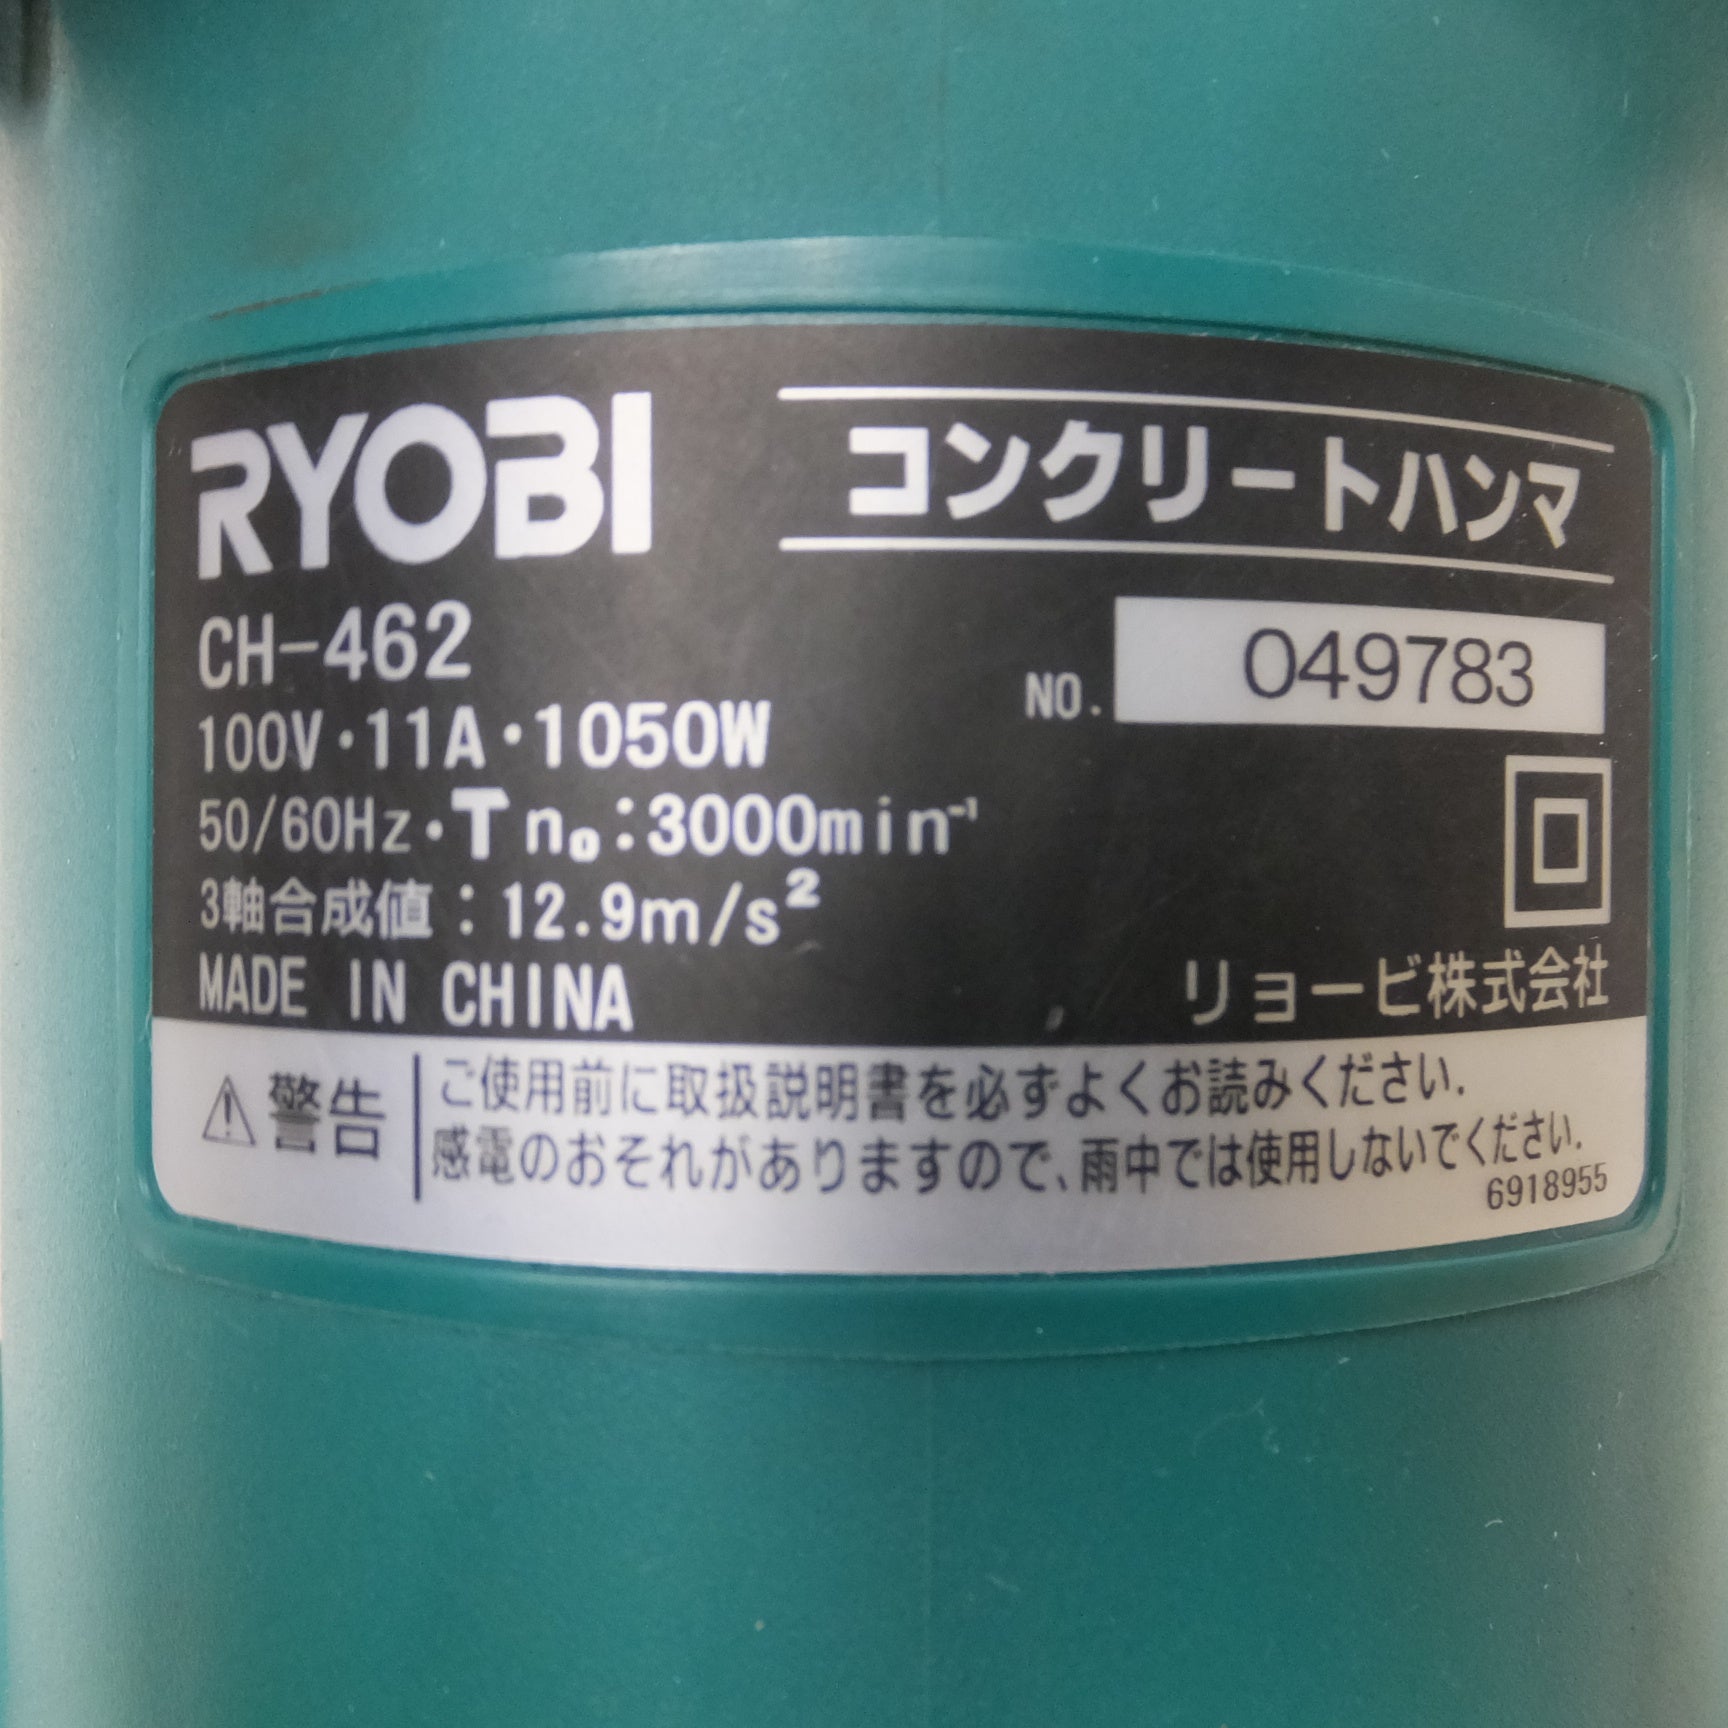 RYOBI
コンクリートハンマ
CH-462
NO. 049783
100V・11A・1050W
50/60Hz・T n₀:3000min⁻¹
3軸合成値:12.9m/s²
MADE IN CHINA
リョービ株式会社
⚠警告
ご使用前に取扱説明書を必ずよくお読みください.
感電のおそれがありますので、雨中では使用しないでください.
6918955